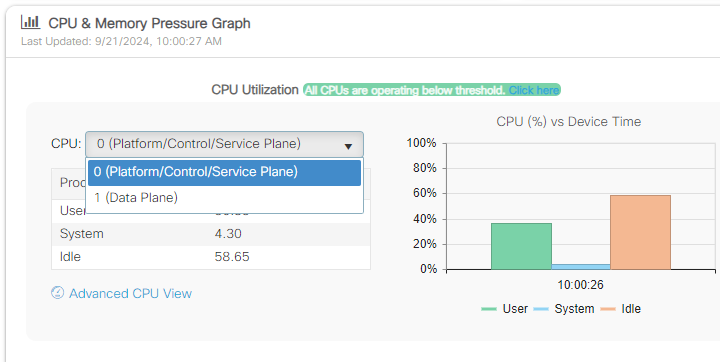 CPU & Memory Pressure Graph
Last Updated: 9/21/2024, 10:00:27 AM
CPU Utilization All CPUs are operating below threshold. Click here
CPU: 0 (Platform/Control/Service Plane)
0 (Platform/Control/Service Plane)
1 (Data Plane)
User
System 4.30
Idle 58.65
Advanced CPU View
CPU (%) vs Device Time
100%
80%
60%
40%
20%
0%
10:00:26
User System Idle